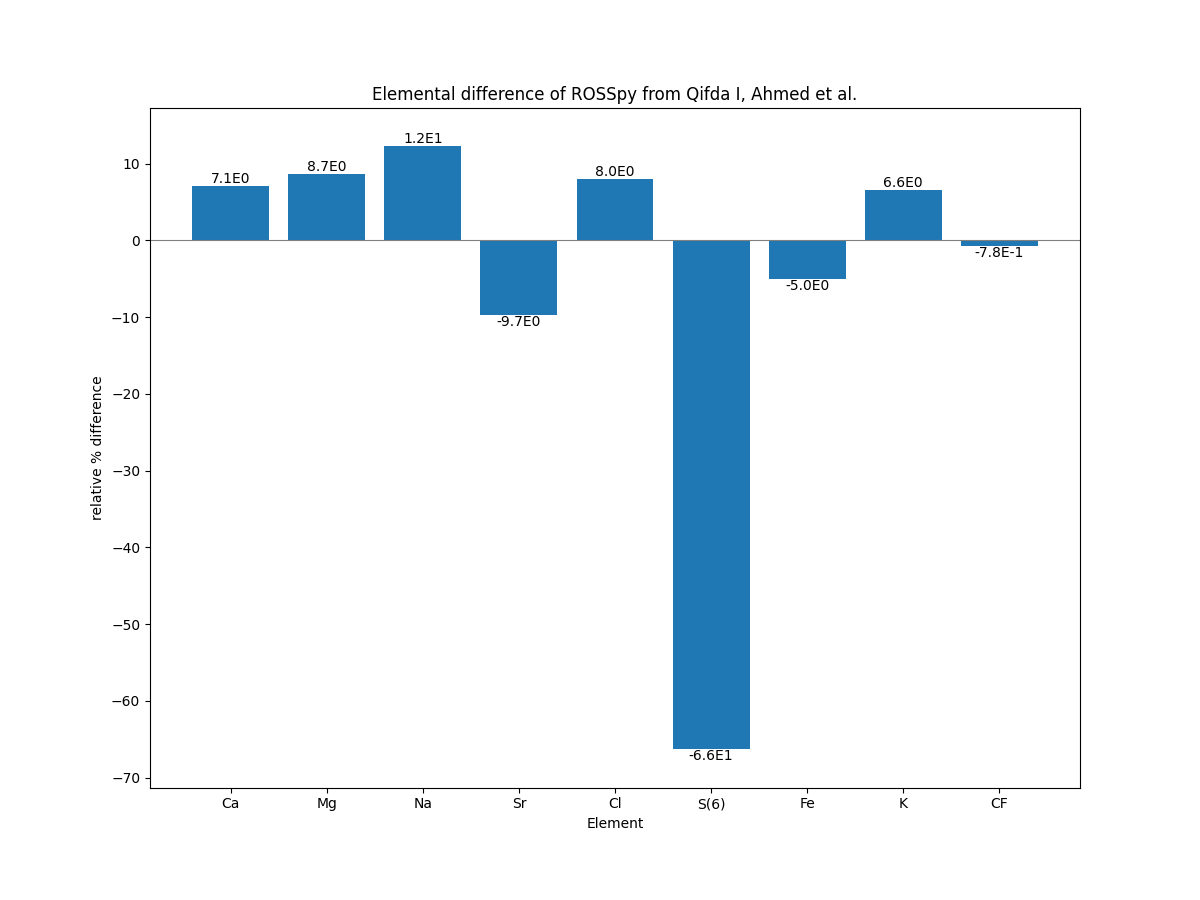 Elemental difference of ROSSpy from Qifda I, Ahmed et al.
relative % difference
10
0
−10
−20
−30
−40
−50
−60
−70
7.1E0
8.7E0
1.2E1
-9.7E0
8.0E0
-6.6E1
-5.0E0
6.6E0
-7.8E-1
Ca Mg Na Sr Cl S(6) Fe K CF
Element